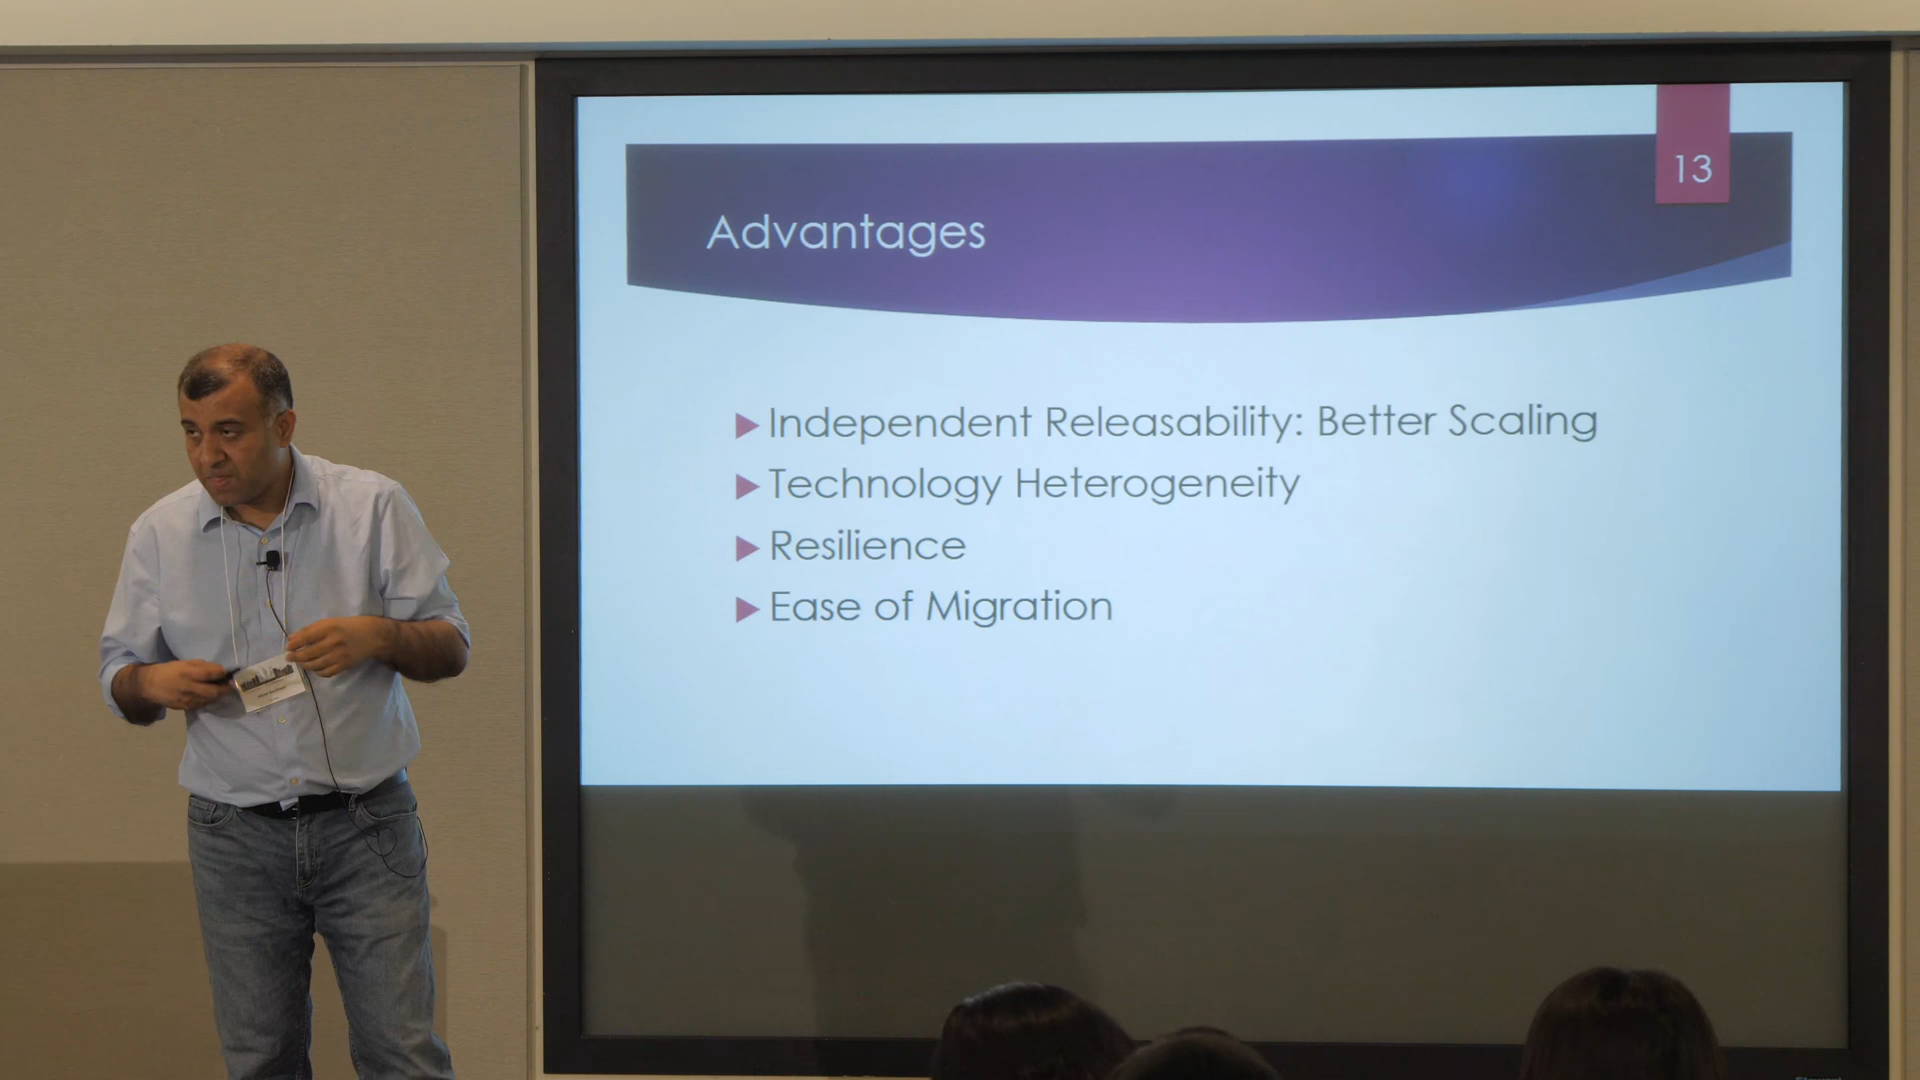 13
Advantages
Independent Releasability: Better Scaling
Technology Heterogeneity
Resilience
Ease of Migration